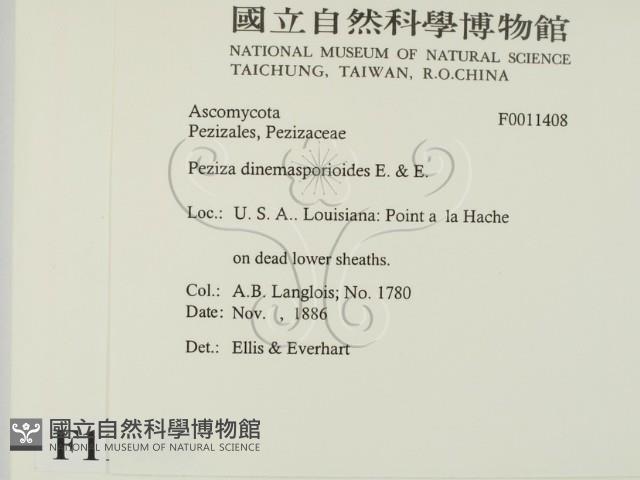 國立自然科學博物館
NATIONAL MUSEUM OF NATURAL SCIENCE
TAICHUNG, TAIWAN, R.O.CHINA
Ascomycota F0011408
Pezizales, Pezizaceae
Peziza dinemasporioides E. & E.
Loc.: U. S. A.. Louisiana: Point a la Hache
on dead lower sheaths.
Col.: A.B. Langlois; No. 1780
Date: Nov. , 1886
Det.: Ellis & Everhart
國立自然科學博物館
NATIONAL MUSEUM OF NATURAL SCIENCE
F1